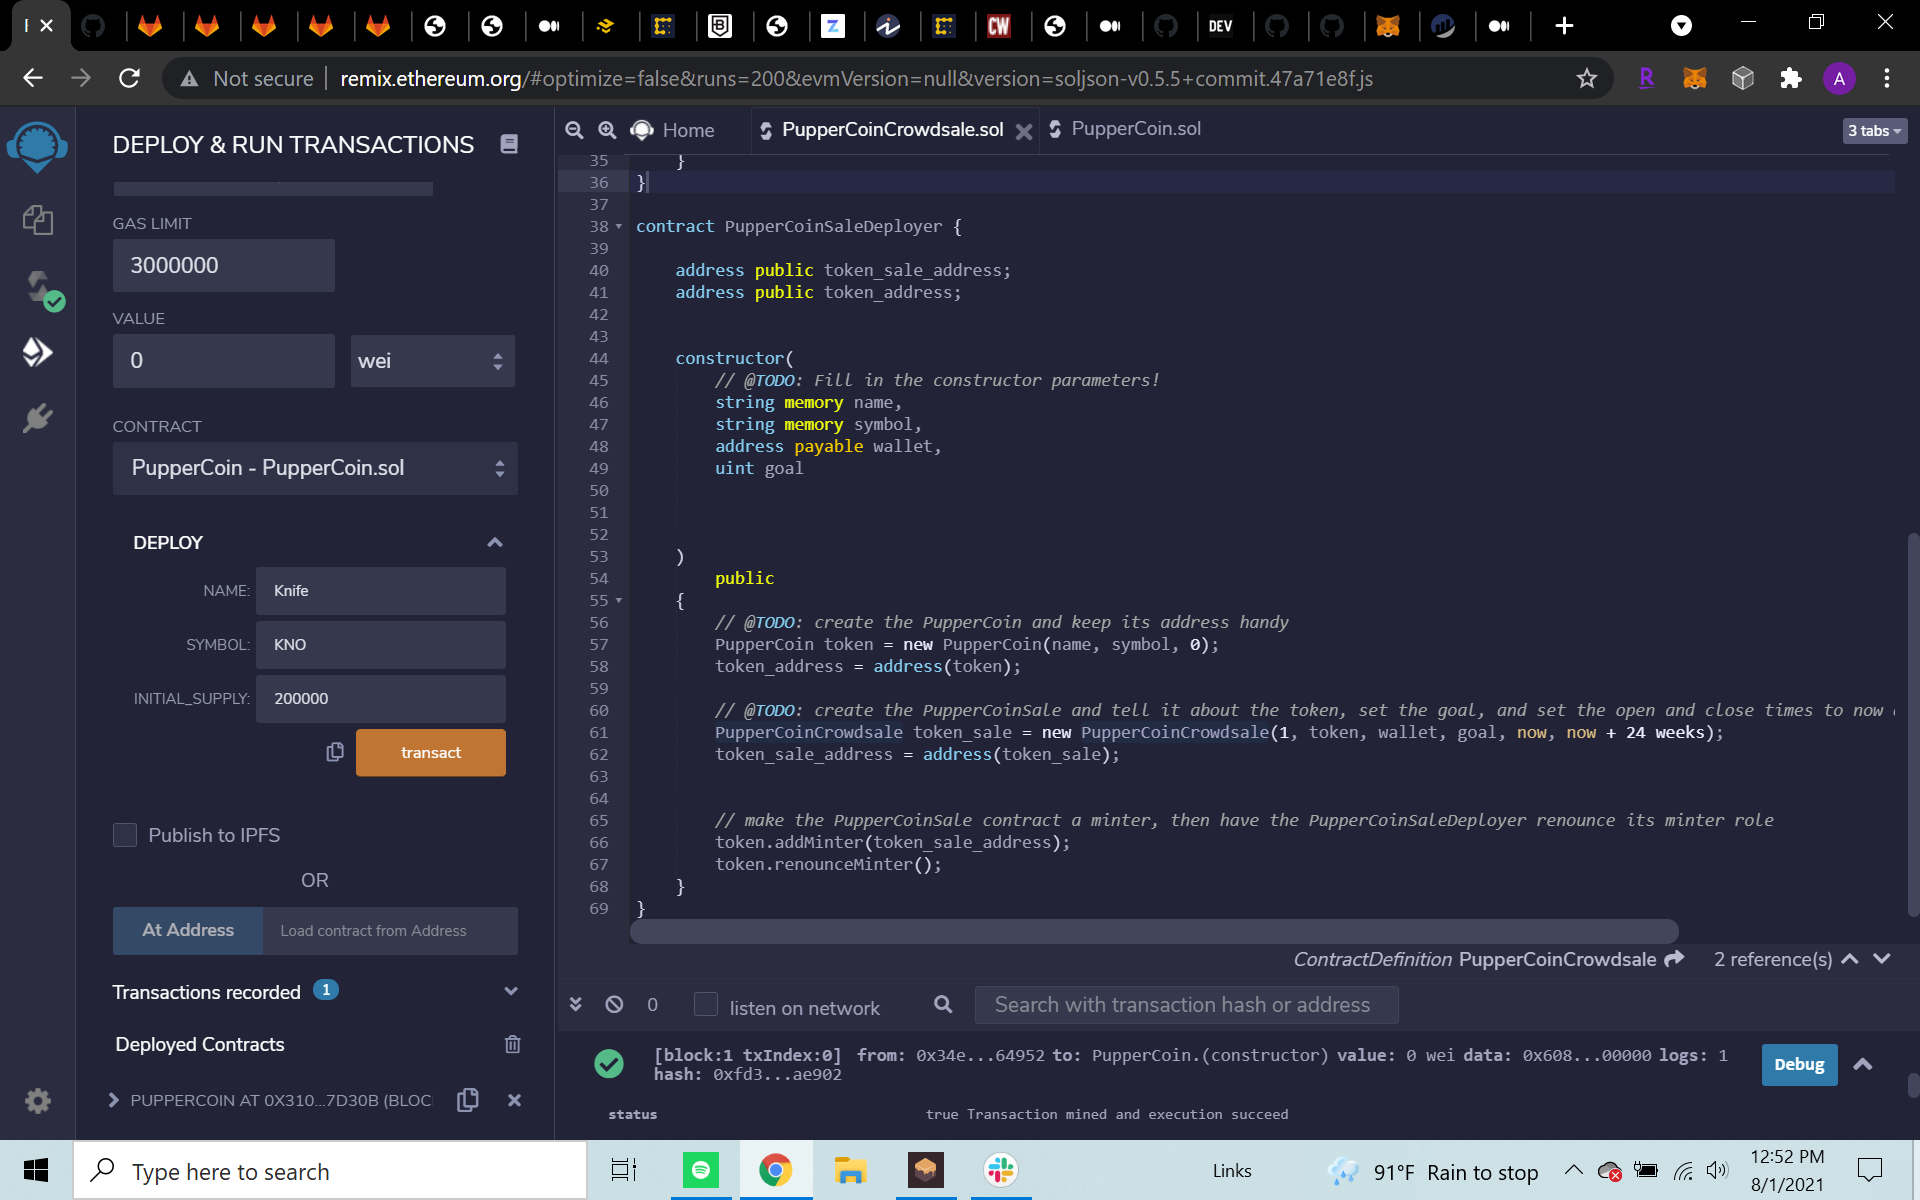 DEV
CW
Not secure
remix.ethereum.org/#optimize=false&runs=200&evmVersion=null&version=soljson-v0.5.5+commit.47a71e8f.js
R
A
DEPLOY & RUN TRANSACTIONS
Home
PupperCoinCrowdsale.sol
PupperCoin.sol
3 tabs
GAS LIMIT
3000000
VALUE
0
wei
CONTRACT
PupperCoin - PupperCoin.sol
DEPLOY
NAME:
Knife
SYMBOL:
KNO
INITIAL_SUPPLY:
200000
transact
Publish to IPFS
OR
At Address
Load contract from Address
Transactions recorded 1
Deployed Contracts
PUPPERCOIN AT 0X310...7D30B (BLOC
35 }
36 }
37
38 contract PupperCoinSaleDeployer {
39
40 address public token_sale_address;
41 address public token_address;
42
43
44 constructor(
45 // @TODO: Fill in the constructor parameters!
46 string memory name,
47 string memory symbol,
48 address payable wallet,
49 uint goal
50
51
52
53 )
54 public
55 {
56 // @TODO: create the PupperCoin and keep its address handy
57 PupperCoin token = new PupperCoin(name, symbol, 0);
58 token_address = address(token);
59
60 // @TODO: create the PupperCoinSale and tell it about the token, set the goal, and set the open and close times to now
61 PupperCoinCrowdsale token_sale = new PupperCoinCrowdsale(1, token, wallet, goal, now, now + 24 weeks);
62 token_sale_address = address(token_sale);
63
64
65 // make the PupperCoinSale contract a minter, then have the PupperCoinSaleDeployer renounce its minter role
66 token.addMinter(token_sale_address);
67 token.renounceMinter();
68 }
69 }
ContractDefinition PupperCoinCrowdsale
2 reference(s)
0
listen on network
Search with transaction hash or address
[block:1 txIndex:0] from: 0x34e...64952 to: PupperCoin.(constructor) value: 0 wei data: 0x608...00000 logs: 1
hash: 0xfd3...ae902
Debug
status
true Transaction mined and execution succeed
Type here to search
Links
91°F Rain to stop
12:52 PM
8/1/2021